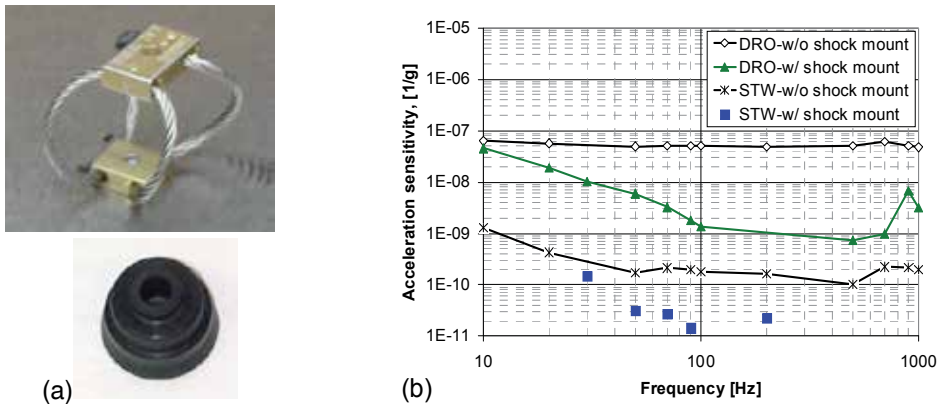 (a)
(b)
Acceleration sensitivity, [1/g]
1E-05
1E-06
1E-07
1E-08
1E-09
1E-10
1E-11
DRO-w/o shock mount
DRO-w/ shock mount
STW-w/o shock mount
STW-w/ shock mount
10
100
1000
Frequency [Hz]